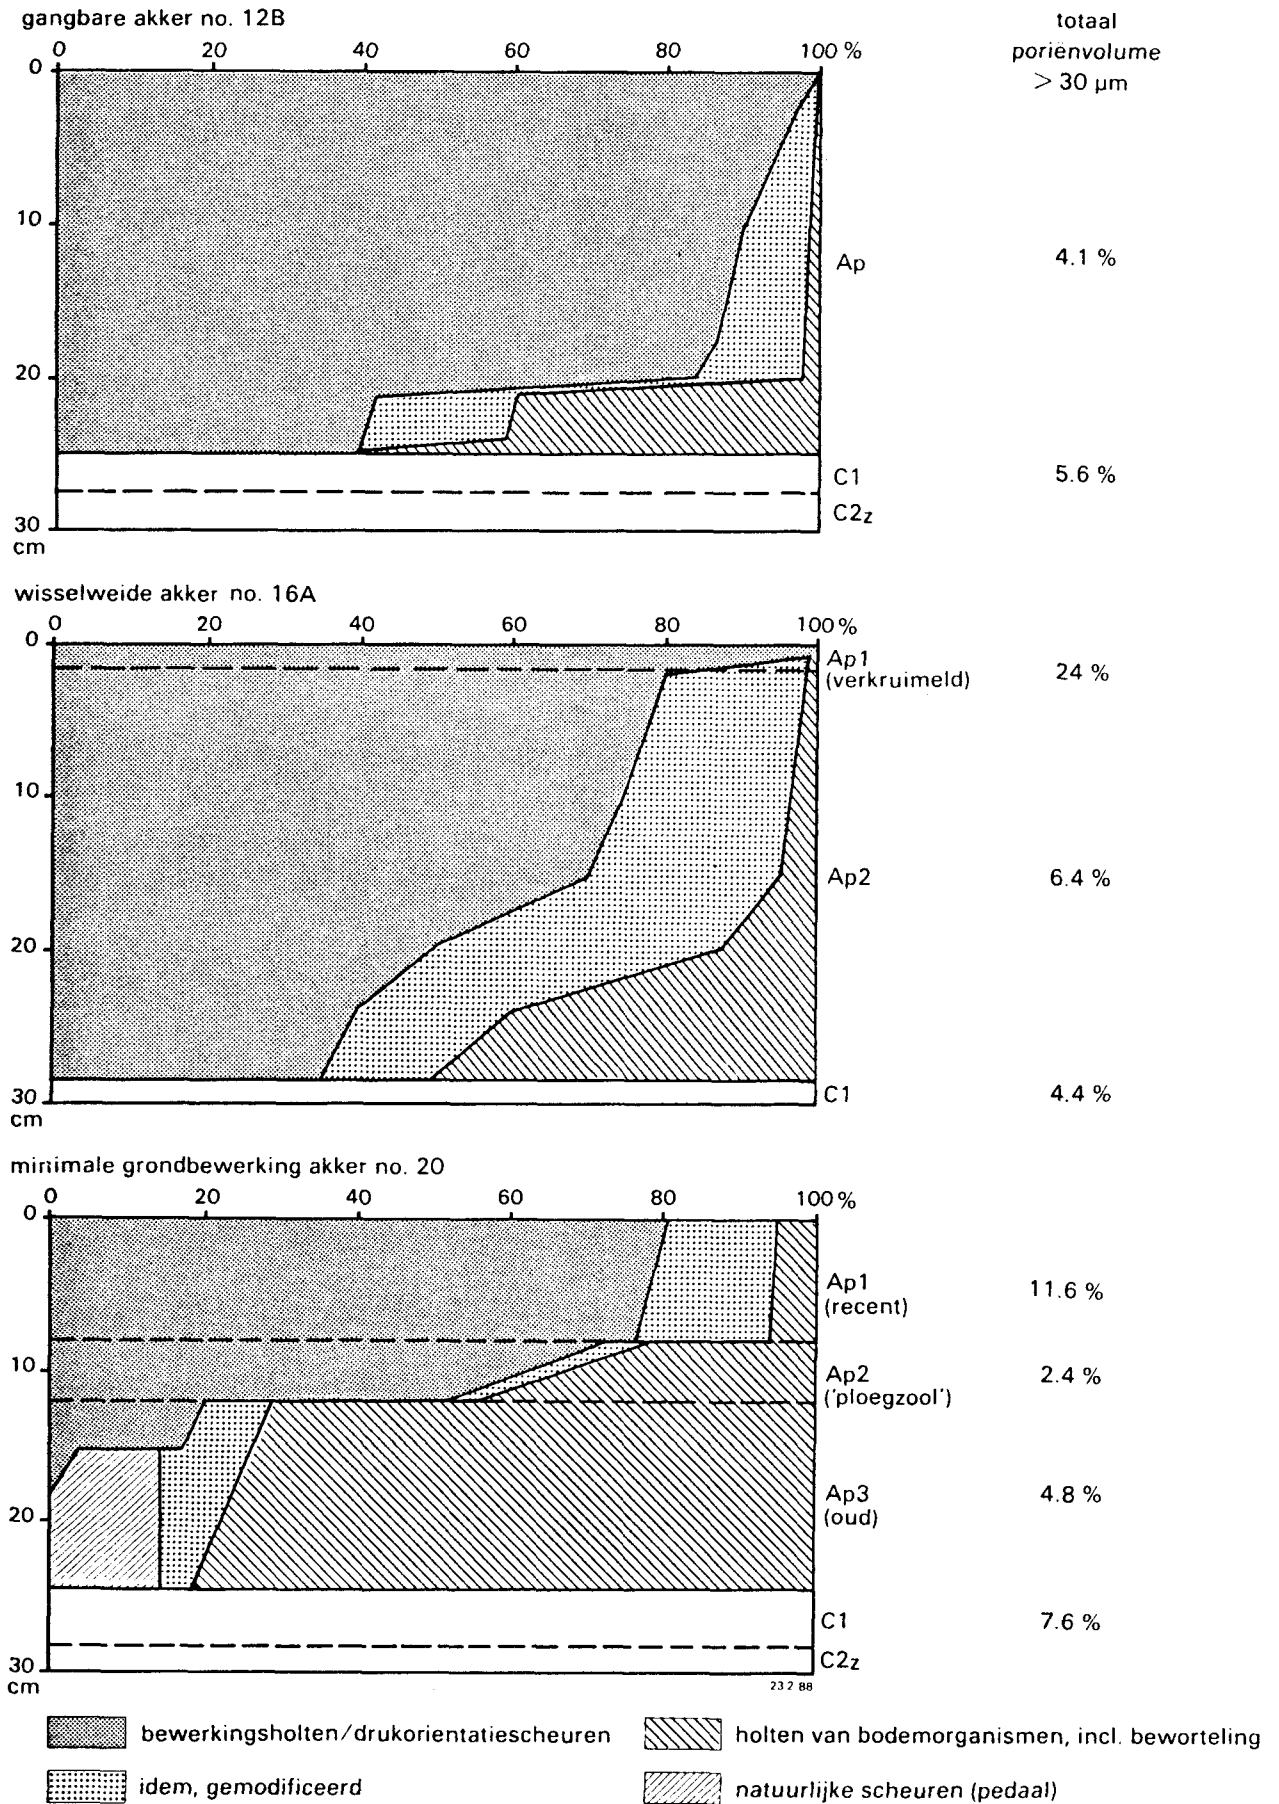 gangbare akker no. 12B
totaal
poriënvolume
> 30 µm
0 20 40 60 80 100 %
0
10
20
30
cm
Ap 4.1 %
C1 5.6 %
C2z
wisselweide akker no. 16A
0 20 40 60 80 100 %
0
10
20
30
cm
Ap1
(verkruimeld) 24 %
Ap2 6.4 %
C1 4.4 %
minimale grondbewerking akker no. 20
0 20 40 60 80 100 %
0
10
20
30
cm
Ap1
(recent) 11.6 %
Ap2 2.4 %
('ploegzool')
Ap3 4.8 %
(oud)
C1 7.6 %
C2z
23 2 88
bewerkingsholten/drukorientatiescheuren
holten van bodemorganismen, incl. beworteling
idem, gemodificeerd
natuurlijke scheuren (pedaal)